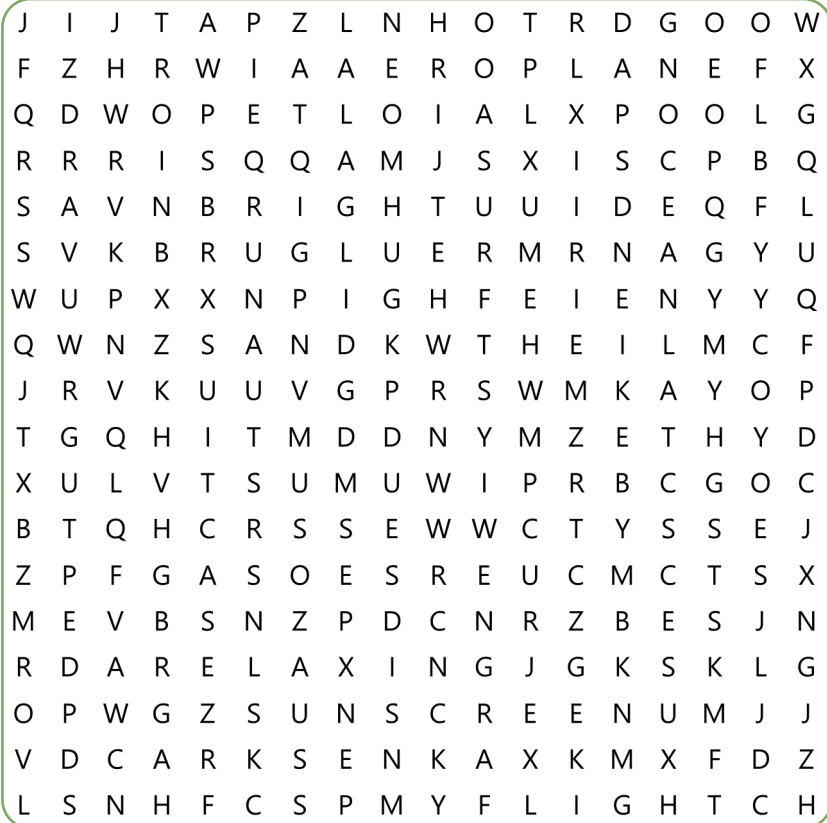 J I J T A P Z L N H O T R D G O O W
F Z H R W I A A E R O P L A N E F X
Q D W O P E T L O I A L X P O O L G
R R R I S Q Q A M J S X I S C P B Q
S A V N B R I G H T U U I D E Q F L
S V K B R U G L U E R M R N A G Y U
W U P X X N P I G H F E I E N Y Y Q
Q W N Z S A N D K W T H E I L M C F
J R V K U U V G P R S W M K A Y O P
T G Q H I T M D D N Y M Z E T H Y D
X U L V T S U M U W I P R B C G O C
B T Q H C R S S E W W C T Y S S E J
Z P F G A S O E S R E U C M C T S X
M E V B S N Z P D C N R Z B E S J N
R D A R E L A X I N G J G K S K L G
O P W G Z S U N S C R E E N U M J J
V D C A R K S E N K A X K M X F D Z
L S N H F C S P M Y F L I G H T C H